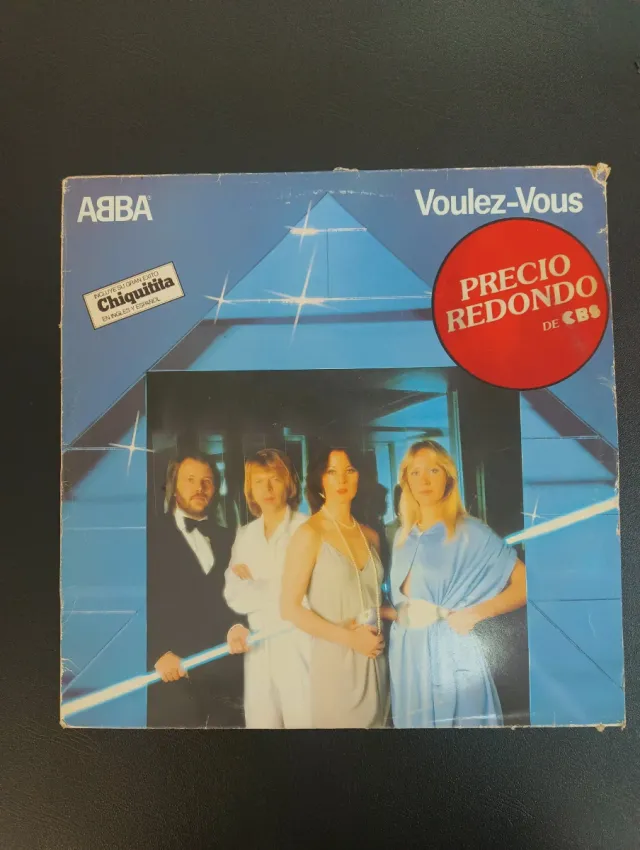 ABBA
Voulez-Vous
INCLUYE SU GRAN EXITO
Chiquitita
EN INGLES Y ESPAÑOL
PRECIO
REDONDO
DE CBS